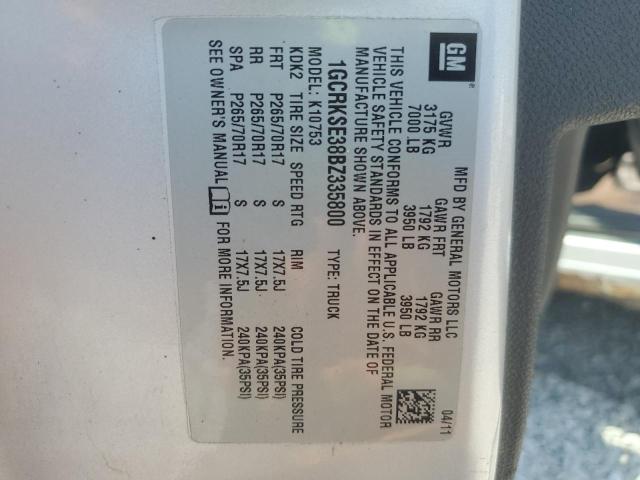 GM
MFD BY GENERAL MOTORS LLC
04/11
GVWR GAWR FRT GAWR RR
3175 KG 1792 KG 1792 KG
7000 LB 3950 LB 3950 LB
THIS VEHICLE CONFORMS TO ALL APPLICABLE U.S. FEDERAL MOTOR
VEHICLE SAFETY STANDARDS IN EFFECT ON THE DATE OF
MANUFACTURE SHOWN ABOVE.
1GCRKSE38BZ335800 TYPE: TRUCK
MODEL: K10753
KDK2 TIRE SIZE SPEED RTG RIM COLD TIRE PRESSURE
FRT P265/70R17 S 17X7.5J 240KPA(35PSI)
RR P265/70R17 S 17X7.5J 240KPA(35PSI)
SPA P265/70R17 S 17X7.5J 240KPA(35PSI)
SEE OWNER'S MANUAL FOR MORE INFORMATION.